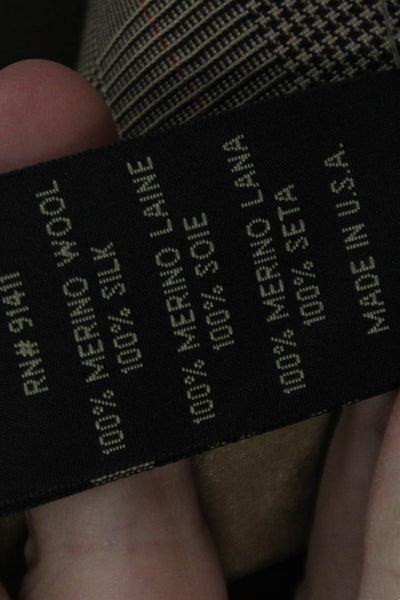 RN# 91411
100% MERINO WOOL
100% SILK
100% MERINO LAINE
100% SOIE
100% MERINO LANA
100% SETA
MADE IN U.S.A.